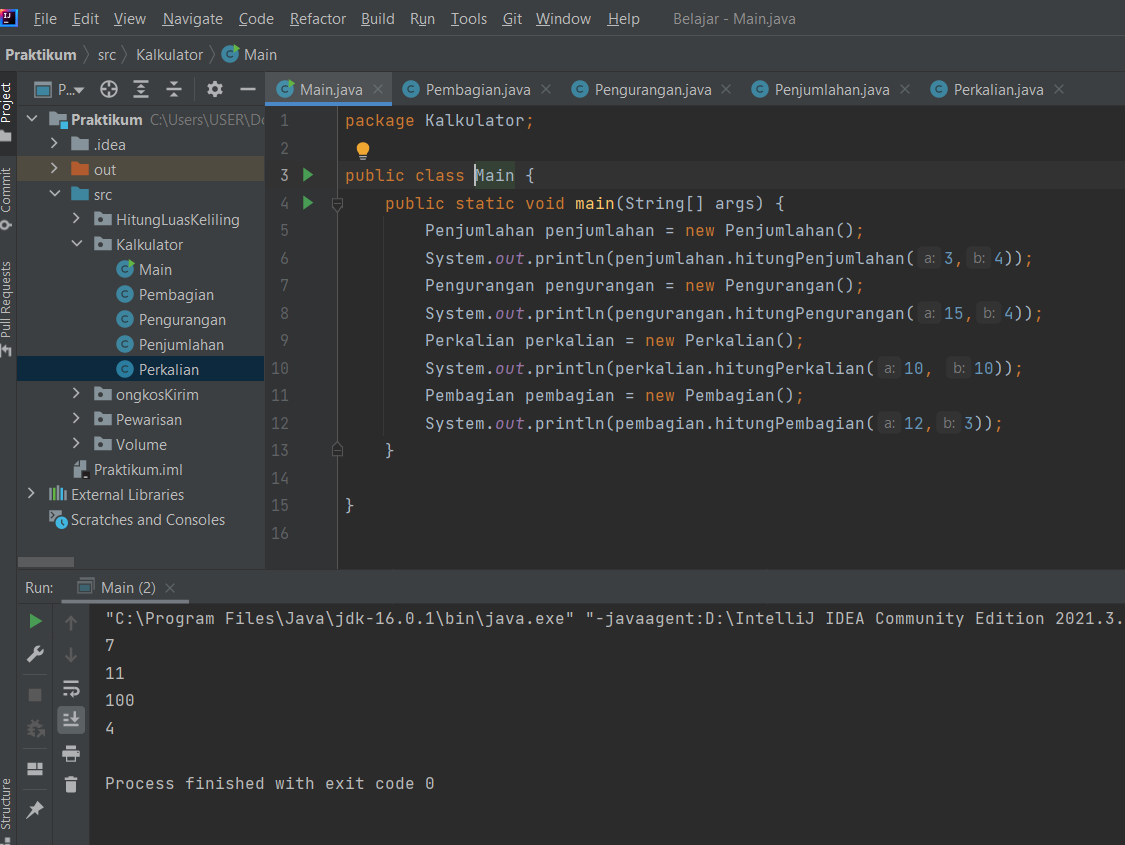 File Edit View Navigate Code Refactor Build Run Tools Git Window Help Belajar - Main.java
Praktikum src Kalkulator Main
Project
P...
Main.java Pembagian.java Pengurangan.java Penjumlahan.java Perkalian.java
Praktikum C:\Users\USER\Do
.idea
out
src
HitungLuasKeliling
Kalkulator
Main
Pembagian
Pengurangan
Penjumlahan
Perkalian
ongkosKirim
Pewarisan
Volume
Praktikum.iml
External Libraries
Scratches and Consoles
Commit
Pull Requests
Structure
1 package Kalkulator;
2
3 public class Main {
4 public static void main(String[] args) {
5 Penjumlahan penjumlahan = new Penjumlahan();
6 System.out.println(penjumlahan.hitungPenjumlahan( a: 3, b: 4));
7 Pengurangan pengurangan = new Pengurangan();
8 System.out.println(pengurangan.hitungPengurangan( a: 15, b: 4));
9 Perkalian perkalian = new Perkalian();
10 System.out.println(perkalian.hitungPerkalian( a: 10, b: 10));
11 Pembagian pembagian = new Pembagian();
12 System.out.println(pembagian.hitungPembagian( a: 12, b: 3));
13 }
14
15 }
16
Run: Main (2)
"C:\Program Files\Java\jdk-16.0.1\bin\java.exe" "-javaagent:D:\IntelliJ IDEA Community Edition 2021.3.
7
11
100
4
Process finished with exit code 0